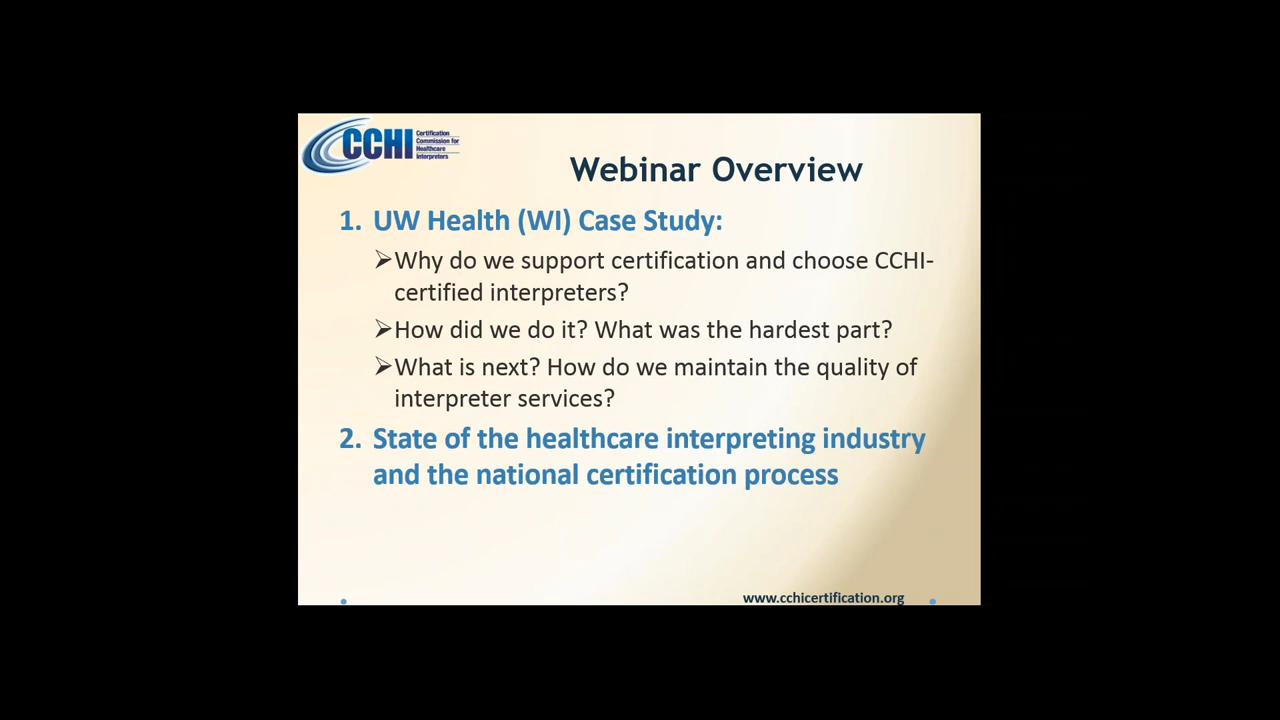 CCHI
Certification
Commission for
Healthcare
Interpreters
Webinar Overview
1. UW Health (WI) Case Study:
➢Why do we support certification and choose CCHI-
certified interpreters?
➢How did we do it? What was the hardest part?
➢What is next? How do we maintain the quality of
interpreter services?
2. State of the healthcare interpreting industry
and the national certification process
www.cchicertification.org